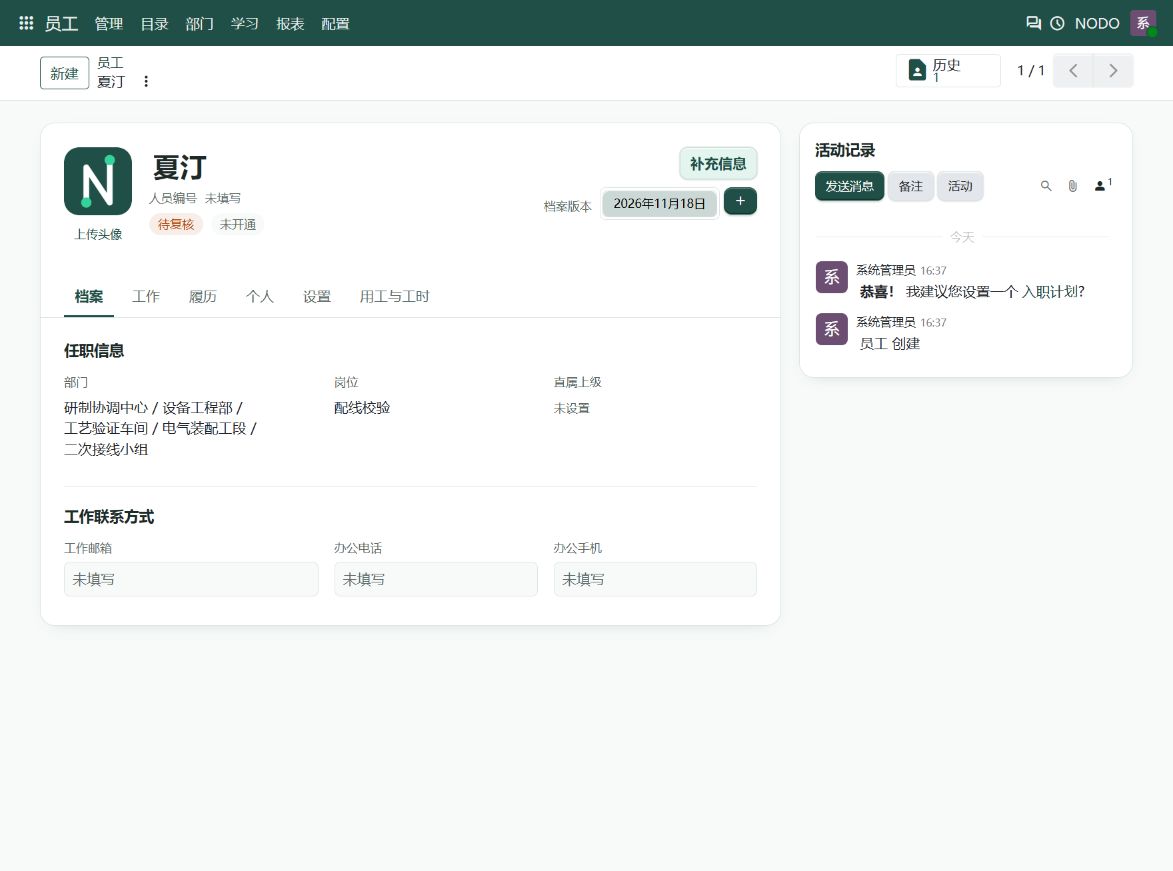 员工 管理 目录 部门 学习 报表 配置 NODO 系
新建 员工
夏汀
历史
1
1 / 1
N
夏汀
补充信息
人员编号 未填写
档案版本 2026年11月18日 +
待复核 未开通
上传头像
档案 工作 履历 个人 设置 用工与工时
任职信息
部门 岗位 直属上级
研制协调中心 / 设备工程部 /
工艺验证车间 / 电气装配工段 /
二次接线小组
配线校验
未设置
工作联系方式
工作邮箱 办公电话 办公手机
未填写 未填写 未填写
活动记录
发送消息 备注 活动 1
今天
系 系统管理员 16:37
恭喜! 我建议您设置一个 入职计划?
系 系统管理员 16:37
员工 创建